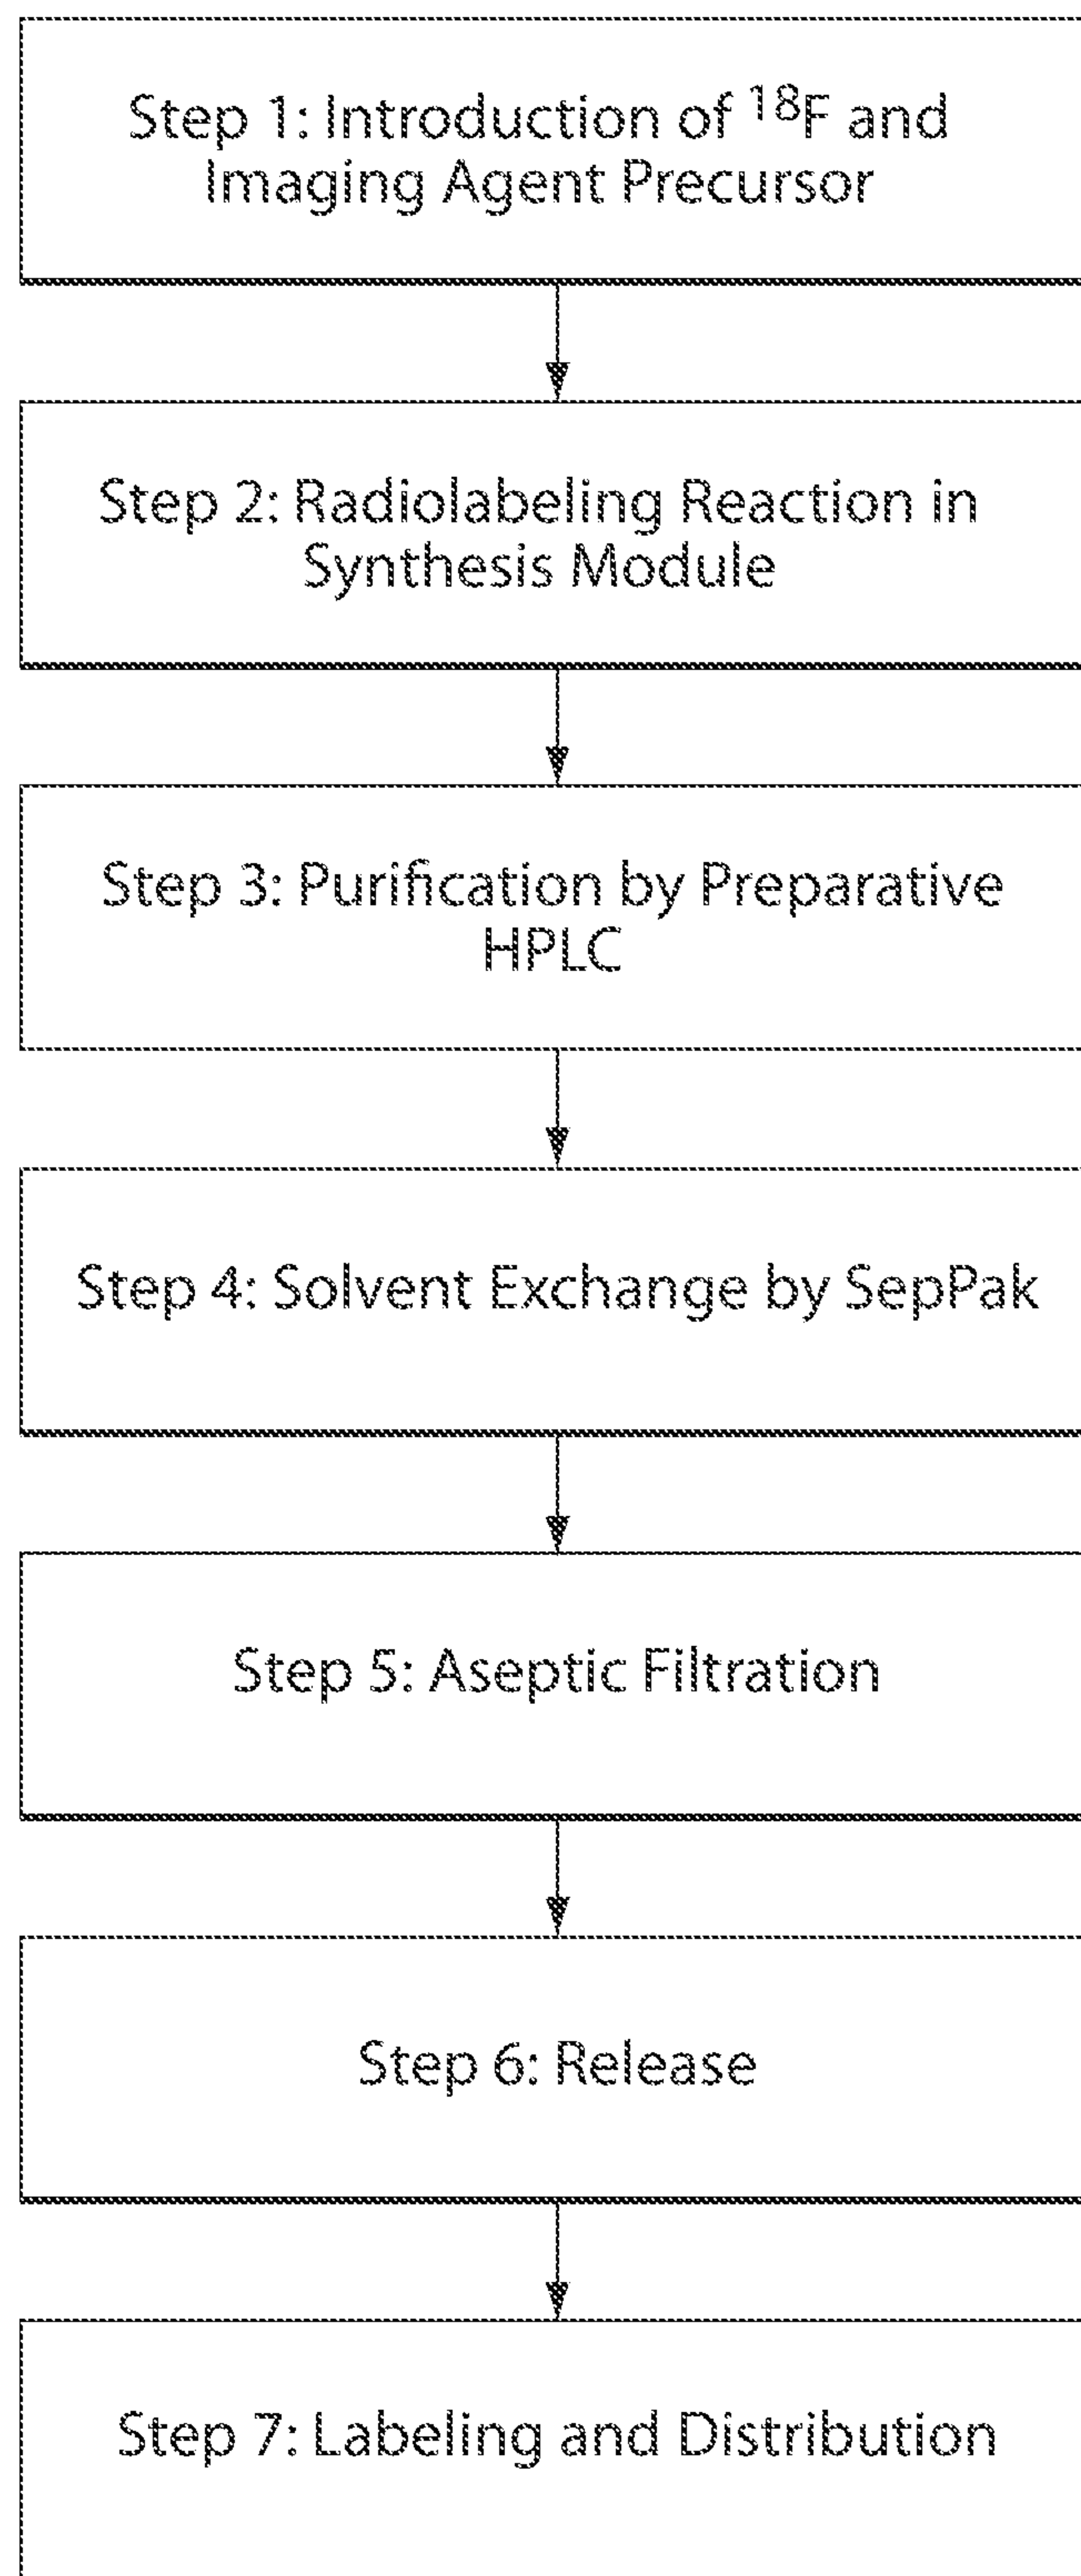 Step 1: Introduction of ¹⁸F and
Imaging Agent Precursor
Step 2: Radiolabeling Reaction in
Synthesis Module
Step 3: Purification by Preparative
HPLC
Step 4: Solvent Exchange by SepPak
Step 5: Aseptic Filtration
Step 6: Release
Step 7: Labeling and Distribution